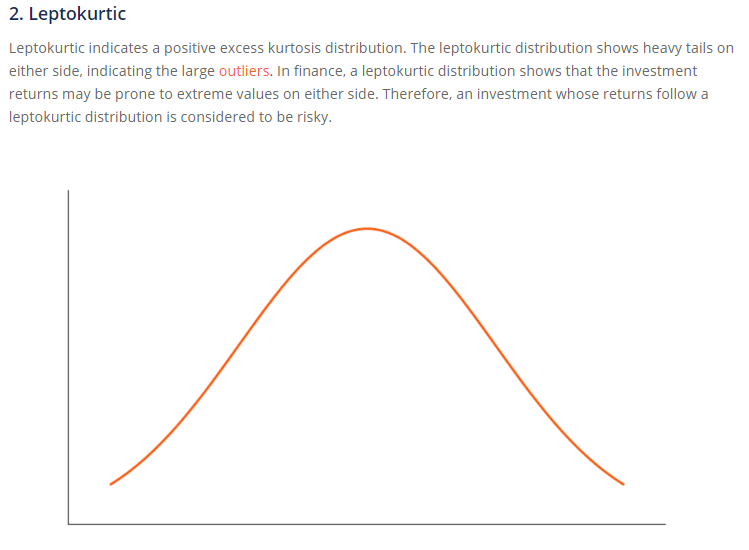 2. Leptokurtic
Leptokurtic indicates a positive excess kurtosis distribution. The leptokurtic distribution shows heavy tails on
either side, indicating the large outliers. In finance, a leptokurtic distribution shows that the investment
returns may be prone to extreme values on either side. Therefore, an investment whose returns follow a
leptokurtic distribution is considered to be risky.